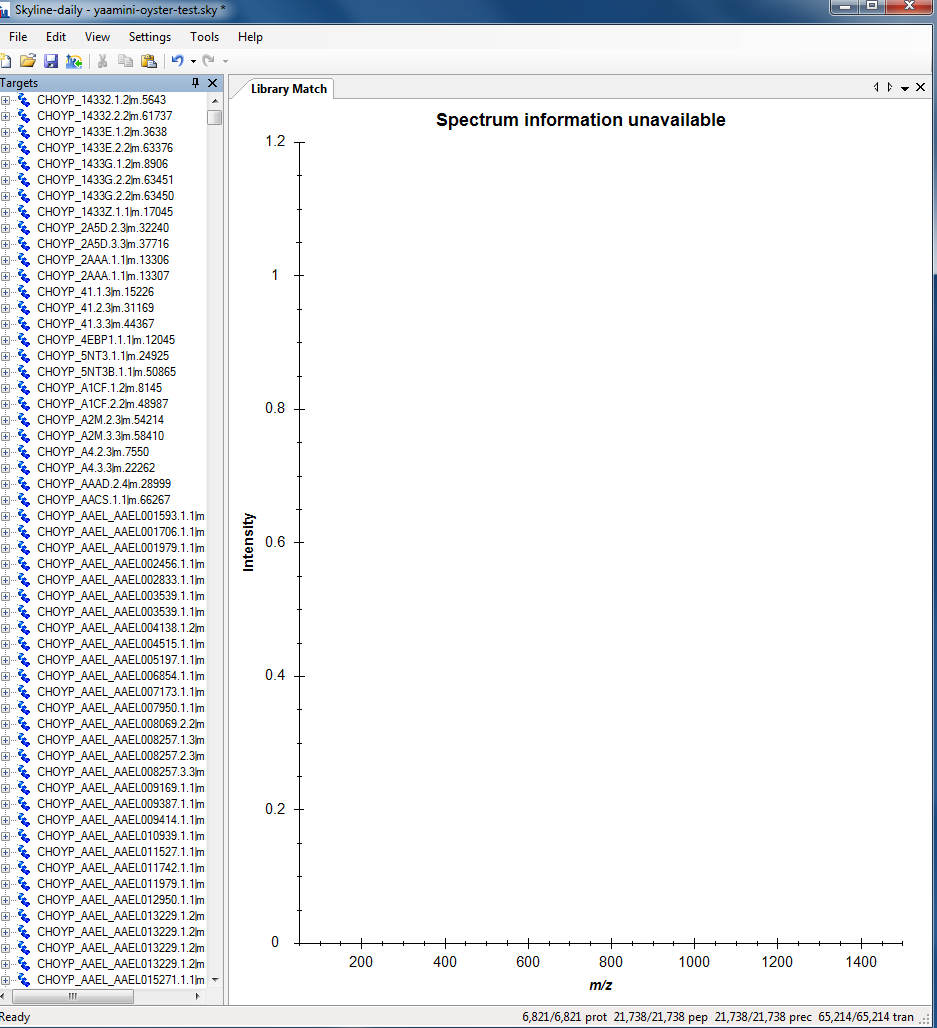 Skyline-daily - yaamini-oyster-test.sky *
File Edit View Settings Tools Help
Targets
CHOYP_14332.1.2|m.5643
CHOYP_14332.2.2|m.61737
CHOYP_1433E.1.2|m.3638
CHOYP_1433E.2.2|m.63376
CHOYP_1433G.1.2|m.8906
CHOYP_1433G.2.2|m.63451
CHOYP_1433G.2.2|m.63450
CHOYP_1433Z.1.1|m.17045
CHOYP_2A5D.2.3|m.32240
CHOYP_2A5D.3.3|m.37716
CHOYP_2AAA.1.1|m.13306
CHOYP_2AAA.1.1|m.13307
CHOYP_41.1.3|m.15226
CHOYP_41.2.3|m.31169
CHOYP_41.3.3|m.44367
CHOYP_4EBP1.1.1|m.12045
CHOYP_5NT3.1.1|m.24925
CHOYP_5NT3B.1.1|m.50865
CHOYP_A1CF.1.2|m.8145
CHOYP_A1CF.2.2|m.48987
CHOYP_A2M.2.3|m.54214
CHOYP_A2M.3.3|m.58410
CHOYP_A4.2.3|m.7550
CHOYP_A4.3.3|m.22262
CHOYP_AAAD.2.4|m.28999
CHOYP_AACS.1.1|m.66267
CHOYP_AAEL_AAEL001593.1.1|m
CHOYP_AAEL_AAEL001706.1.1|m
CHOYP_AAEL_AAEL001979.1.1|m
CHOYP_AAEL_AAEL002456.1.1|m
CHOYP_AAEL_AAEL002833.1.1|m
CHOYP_AAEL_AAEL003539.1.1|m
CHOYP_AAEL_AAEL003539.1.1|m
CHOYP_AAEL_AAEL004138.1.2|m
CHOYP_AAEL_AAEL004515.1.1|m
CHOYP_AAEL_AAEL005197.1.1|m
CHOYP_AAEL_AAEL006854.1.1|m
CHOYP_AAEL_AAEL007173.1.1|m
CHOYP_AAEL_AAEL007950.1.1|m
CHOYP_AAEL_AAEL008069.2.2|m
CHOYP_AAEL_AAEL008257.1.3|m
CHOYP_AAEL_AAEL008257.2.3|m
CHOYP_AAEL_AAEL008257.3.3|m
CHOYP_AAEL_AAEL009169.1.1|m
CHOYP_AAEL_AAEL009387.1.1|m
CHOYP_AAEL_AAEL009414.1.1|m
CHOYP_AAEL_AAEL010939.1.1|m
CHOYP_AAEL_AAEL011527.1.1|m
CHOYP_AAEL_AAEL011742.1.1|m
CHOYP_AAEL_AAEL011979.1.1|m
CHOYP_AAEL_AAEL012950.1.1|m
CHOYP_AAEL_AAEL013229.1.2|m
CHOYP_AAEL_AAEL013229.1.2|m
CHOYP_AAEL_AAEL013229.1.2|m
CHOYP_AAEL_AAEL013229.1.2|m
CHOYP_AAEL_AAEL015271.1.1|m
Library Match
Spectrum information unavailable
1.2
1
0.8
0.6
0.4
0.2
0
Intensity
200 400 600 800 1000 1200 1400
m/z
Ready
6,821/6,821 prot 21,738/21,738 pep 21,738/21,738 prec 65,214/65,214 tran